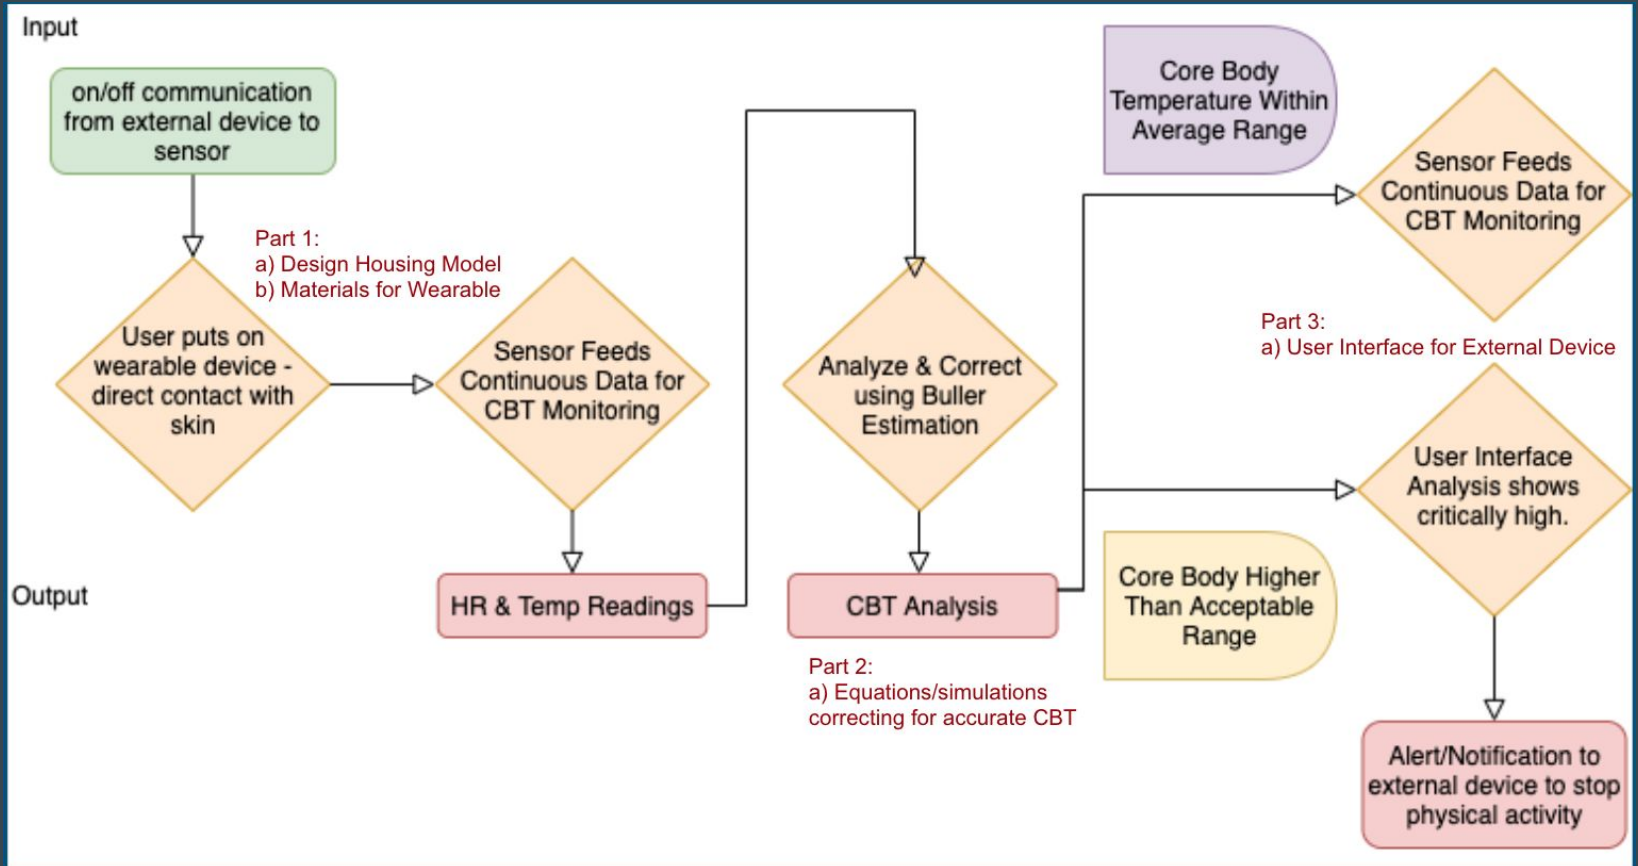 Input
on/off communication
from external device to
sensor
Part 1:
a) Design Housing Model
b) Materials for Wearable
User puts on
wearable device -
direct contact with
skin
Sensor Feeds
Continuous Data for
CBT Monitoring
Output
HR & Temp Readings
Analyze & Correct
using Buller
Estimation
CBT Analysis
Part 2:
a) Equations/simulations
correcting for accurate CBT
Core Body
Temperature Within
Average Range
Sensor Feeds
Continuous Data for
CBT Monitoring
Part 3:
a) User Interface for External Device
User Interface
Analysis shows
critically high.
Core Body Higher
Than Acceptable
Range
Alert/Notification to
external device to stop
physical activity